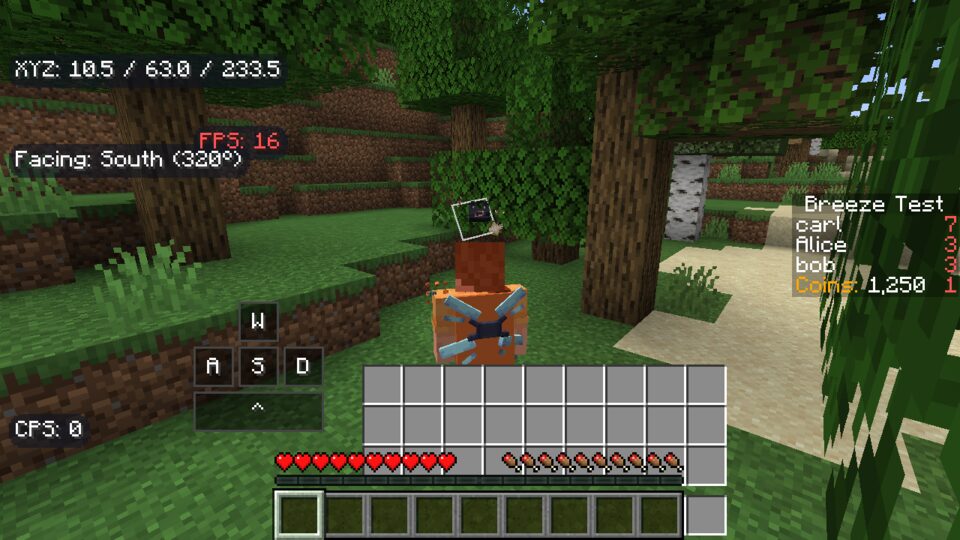 XYZ: 10.5 / 63.0 / 233.5
FPS: 16
Facing: South (320°)
Breeze Test
carl 7
Alice 3
bob 3
Coins: 1,250 1
W
A S D
^
CPS: 0